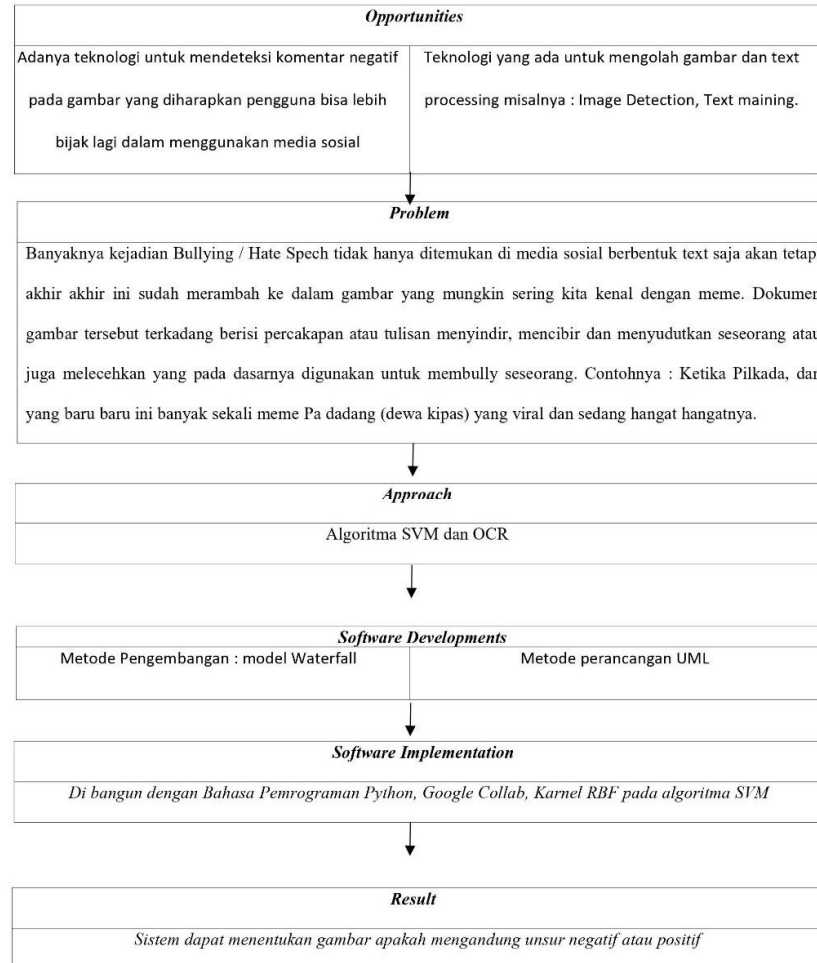 Opportunities
Adanya teknologi untuk mendeteksi komentar negatif
pada gambar yang diharapkan pengguna bisa lebih
bijak lagi dalam menggunakan media sosial
Teknologi yang ada untuk mengolah gambar dan text
processing misalnya : Image Detection, Text maining.
Problem
Banyaknya kejadian Bullying / Hate Spech tidak hanya ditemukan di media sosial berbentuk text saja akan tetap
akhir akhir ini sudah merambah ke dalam gambar yang mungkin sering kita kenal dengan meme. Dokumen
gambar tersebut terkadang berisi percakapan atau tulisan menyindir, mencibir dan menyudutkan seseorang atau
juga melecehkan yang pada dasarnya digunakan untuk membully seseorang. Contohnya : Ketika Pilkada, dan
yang baru baru ini banyak sekali meme Pa dadang (dewa kipas) yang viral dan sedang hangat hangatnya.
Approach
Algoritma SVM dan OCR
Software Developments
Metode Pengembangan : model Waterfall
Metode perancangan UML
Software Implementation
Di bangun dengan Bahasa Pemrograman Python, Google Collab, Karnel RBF pada algoritma SVM
Result
Sistem dapat menentukan gambar apakah mengandung unsur negatif atau positif